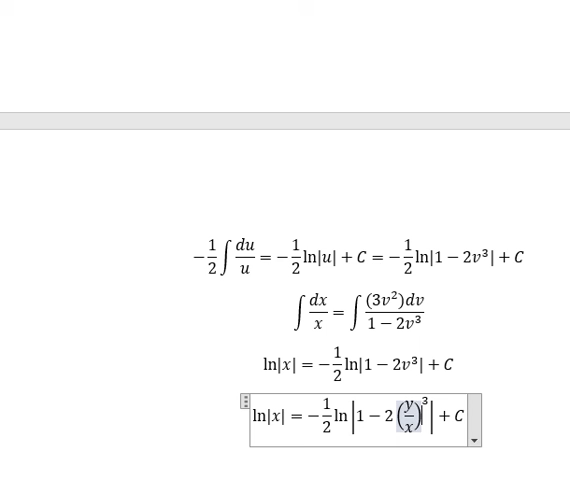 −1/2 ∫ du/u = −1/2 ln|u| + C = −1/2 ln|1 − 2v³| + C
∫ dx/x = ∫ (3v²)dv / 1 − 2v³
ln|x| = −1/2 ln|1 − 2v³| + C
ln|x| = −1/2 ln|1 − 2(y/x)³| + C